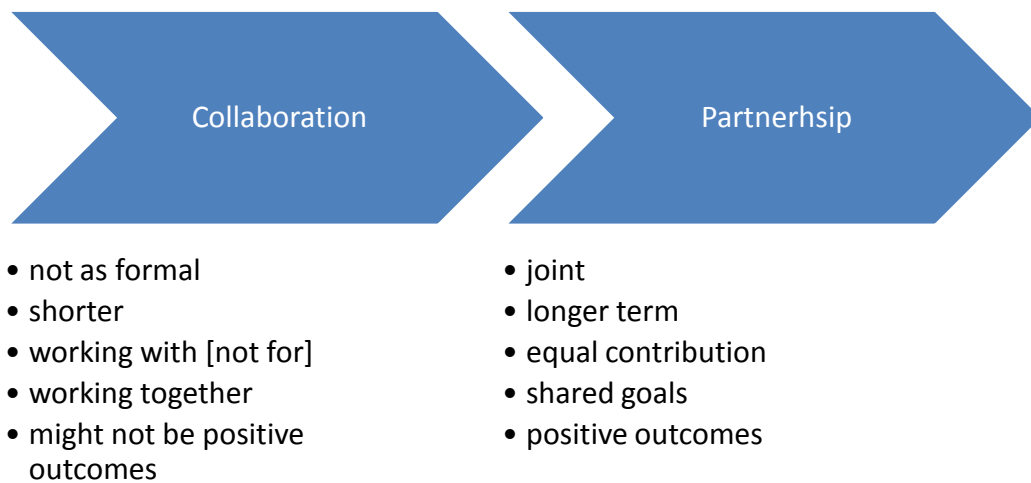 Collaboration
Partnerhsip
• not as formal
• shorter
• working with [not for]
• working together
• might not be positive
outcomes
• joint
• longer term
• equal contribution
• shared goals
• positive outcomes